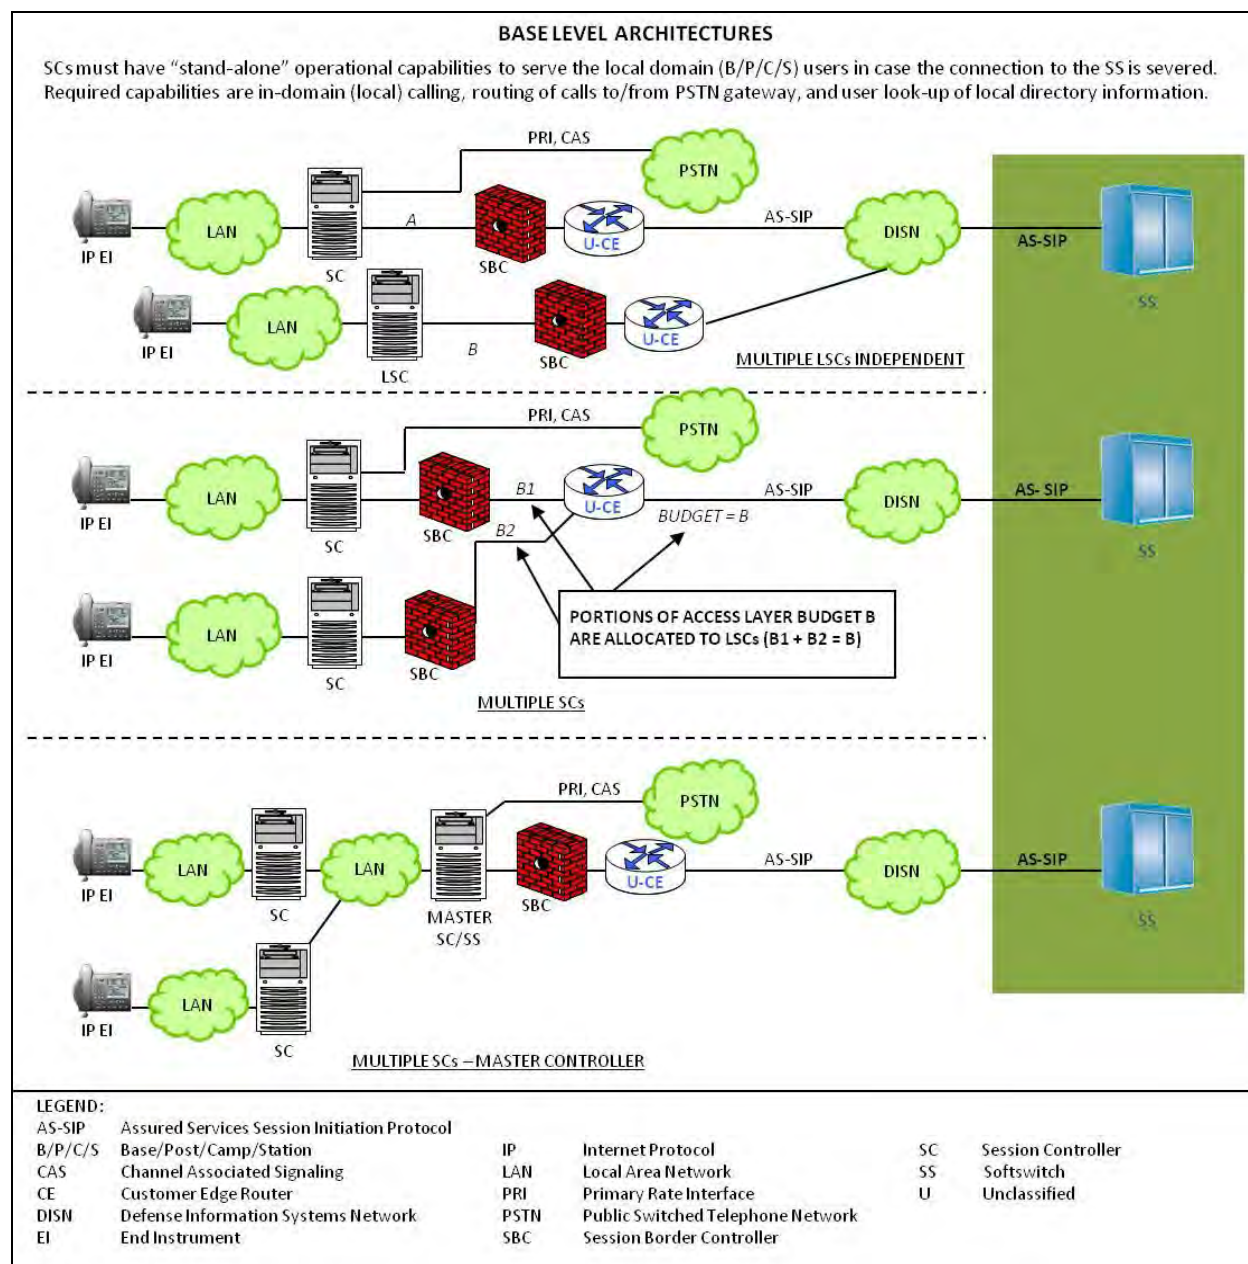 BASE LEVEL ARCHITECTURES
SCs must have “stand-alone” operational capabilities to serve the local domain (B/P/C/S) users in case the connection to the SS is severed.
Required capabilities are in-domain (local) calling, routing of calls to/from PSTN gateway, and user look-up of local directory information.
PRI, CAS
PSTN
IP EI
LAN
SC
A
SBC
U-CE
AS-SIP
DISN
AS-SIP
SS
IP EI
LAN
LSC
B
SBC
U-CE
MULTIPLE LSCs INDEPENDENT
PRI, CAS
PSTN
IP EI
LAN
SC
SBC
B1
U-CE
AS-SIP
DISN
AS- SIP
SS
B2
BUDGET = B
IP EI
LAN
SC
SBC
PORTIONS OF ACCESS LAYER BUDGET B
ARE ALLOCATED TO LSCs (B1 + B2 = B)
MULTIPLE SCs
PRI, CAS
PSTN
IP EI
LAN
SC
LAN
MASTER
SC/SS
SBC
U-CE
AS-SIP
DISN
AS-SIP
SS
IP EI
LAN
SC
MULTIPLE SCs – MASTER CONTROLLER
LEGEND:
AS-SIP Assured Services Session Initiation Protocol
B/P/C/S Base/Post/Camp/Station
CAS Channel Associated Signaling
CE Customer Edge Router
DISN Defense Information Systems Network
EI End Instrument
IP Internet Protocol
LAN Local Area Network
PRI Primary Rate Interface
PSTN Public Switched Telephone Network
SBC Session Border Controller
SC Session Controller
SS Softswitch
U Unclassified